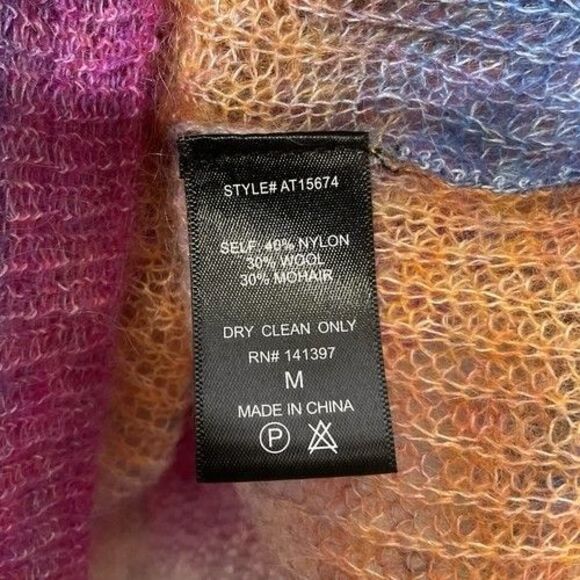 STYLE# AT15674
SELF: 40% NYLON
30% WOOL
30% MOHAIR
DRY CLEAN ONLY
RN# 141397
M
MADE IN CHINA
P